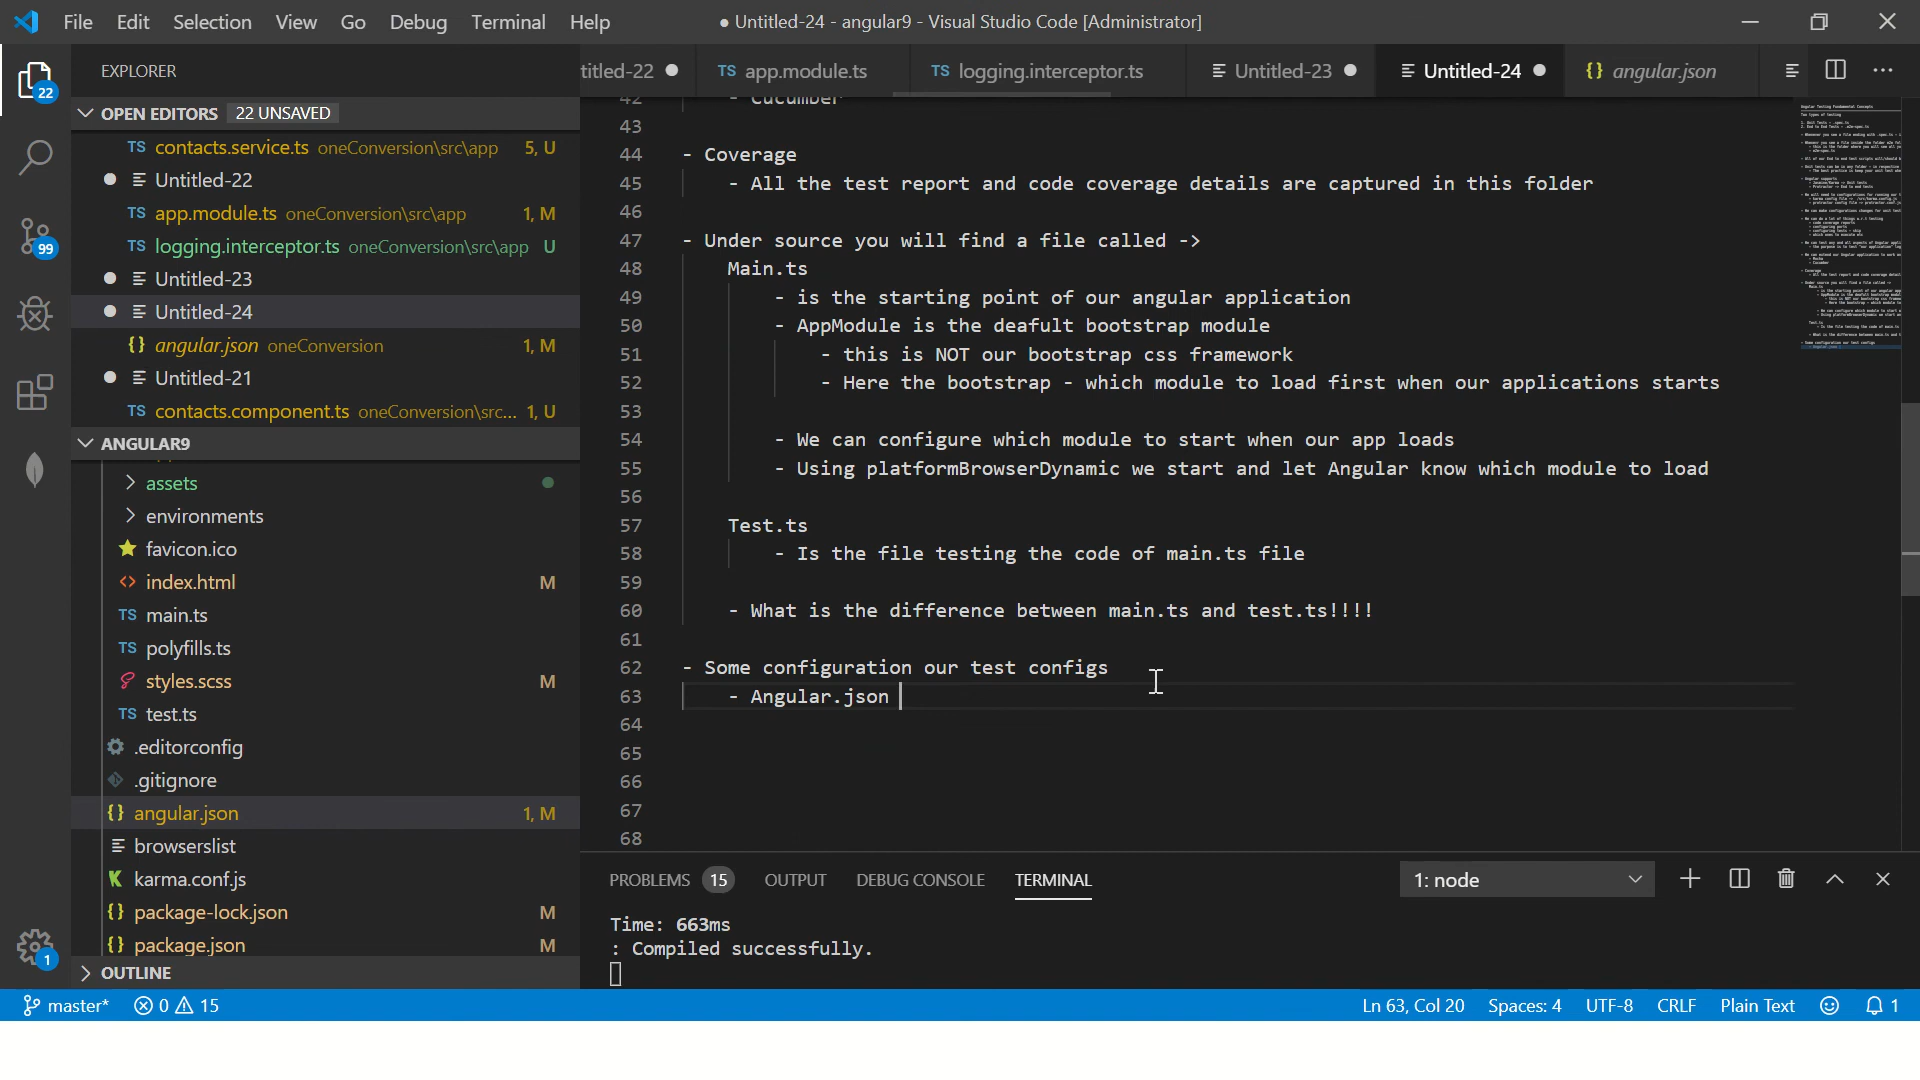 File Edit Selection View Go Debug Terminal Help
● Untitled-24 - angular9 - Visual Studio Code [Administrator]
EXPLORER
titled-22
TS app.module.ts
TS logging.interceptor.ts
Untitled-23
Untitled-24
{} angular.json
OPEN EDITORS 22 UNSAVED
TS contacts.service.ts oneConversion\src\app 5, U
Untitled-22
TS app.module.ts oneConversion\src\app 1, M
TS logging.interceptor.ts oneConversion\src\app U
Untitled-23
Untitled-24
{} angular.json oneConversion 1, M
Untitled-21
TS contacts.component.ts oneConversion\src... 1, U
ANGULAR9
assets
environments
favicon.ico
index.html M
TS main.ts
TS polyfills.ts
styles.scss M
TS test.ts
.editorconfig
.gitignore
{} angular.json 1, M
browserslist
karma.conf.js
{} package-lock.json M
{} package.json M
OUTLINE
22
99
1
42 - Cucumber
43
44 - Coverage
45 - All the test report and code coverage details are captured in this folder
46
47 - Under source you will find a file called ->
48 Main.ts
49 - is the starting point of our angular application
50 - AppModule is the deafult bootstrap module
51 - this is NOT our bootstrap css framework
52 - Here the bootstrap - which module to load first when our applications starts
53
54 - We can configure which module to start when our app loads
55 - Using platformBrowserDynamic we start and let Angular know which module to load
56
57 Test.ts
58 - Is the file testing the code of main.ts file
59
60 - What is the difference between main.ts and test.ts!!!!
61
62 - Some configuration our test configs
63 - Angular.json
64
65
66
67
68
PROBLEMS 15 OUTPUT DEBUG CONSOLE TERMINAL
1: node
Time: 663ms
: Compiled successfully.
master* 0 15
Ln 63, Col 20 Spaces: 4 UTF-8 CRLF Plain Text 1